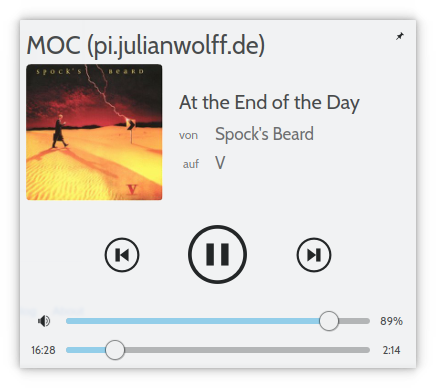 MOC (pi.julianwolff.de)
SPOCK'S BEARD
V
At the End of the Day
von Spock's Beard
auf V
89%
16:28 2:14